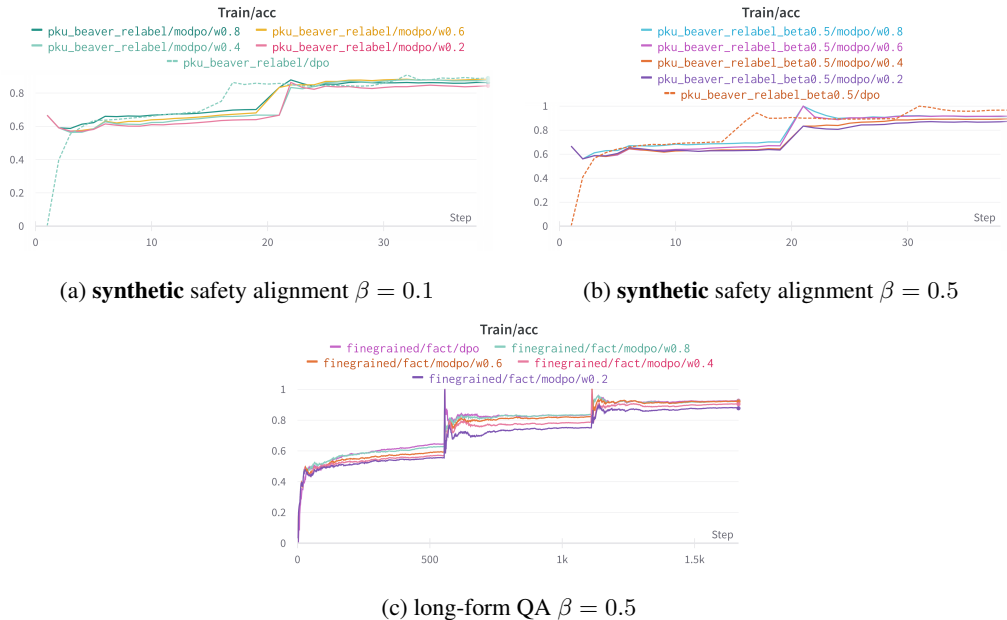 Train/acc
pku_beaver_relabel/modpo/w0.8 pku_beaver_relabel/modpo/w0.6
pku_beaver_relabel/modpo/w0.4 pku_beaver_relabel/modpo/w0.2
pku_beaver_relabel/dpo
0.8
0.6
0.4
0.2
0
Step
0 10 20 30
(a) synthetic safety alignment β = 0.1
Train/acc
pku_beaver_relabel_beta0.5/modpo/w0.8
pku_beaver_relabel_beta0.5/modpo/w0.6
pku_beaver_relabel_beta0.5/modpo/w0.4
pku_beaver_relabel_beta0.5/modpo/w0.2
pku_beaver_relabel_beta0.5/dpo
1
0.8
0.6
0.4
0.2
0
Step
0 10 20 30
(b) synthetic safety alignment β = 0.5
Train/acc
finegrained/fact/dpo finegrained/fact/modpo/w0.8
finegrained/fact/modpo/w0.6 finegrained/fact/modpo/w0.4
finegrained/fact/modpo/w0.2
1
0.8
0.6
0.4
0.2
0
Step
0 500 1k 1.5k
(c) long-form QA β = 0.5